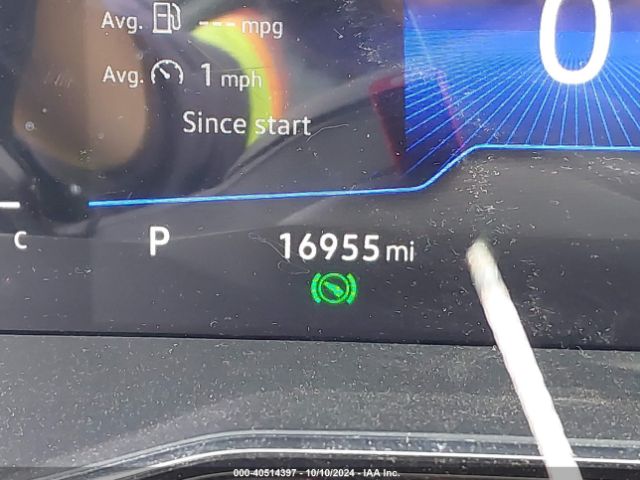 Avg. --- mpg
0
Avg. 1 mph
Since start
C P 16955 mi
000-40514397 - 10/10/2024 - IAA Inc.